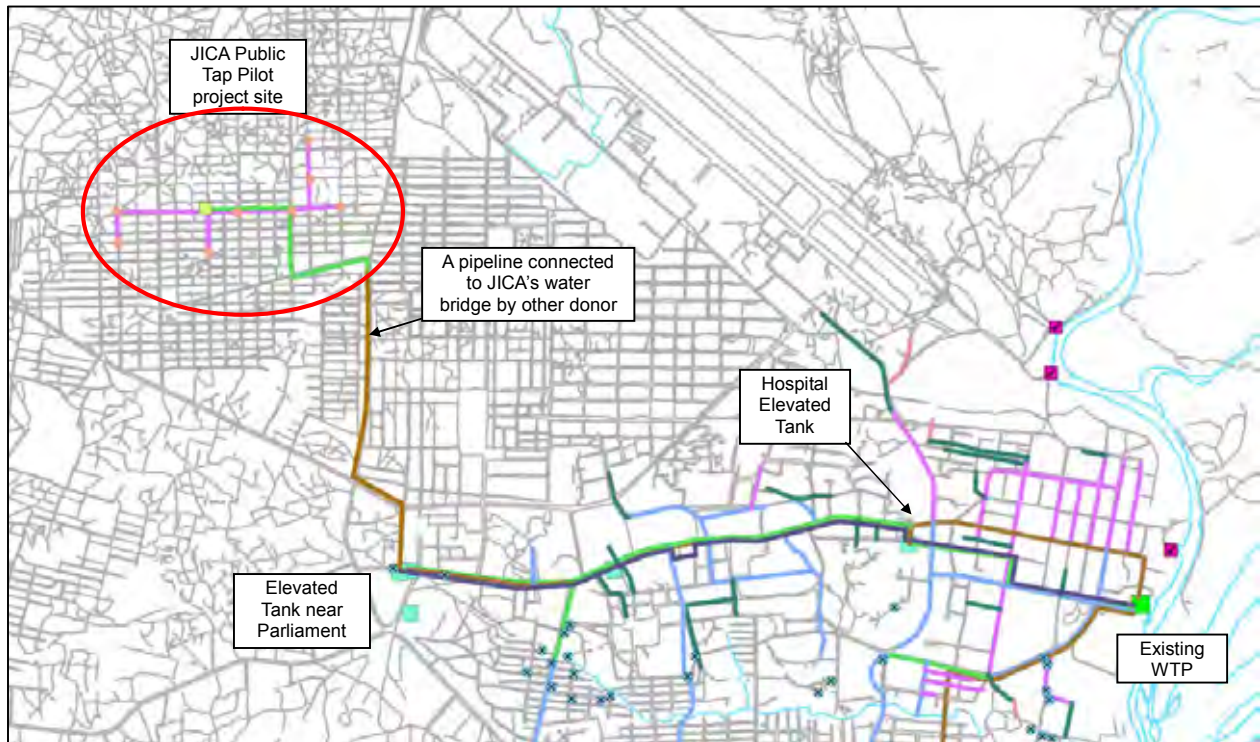 JICA Public
Tap Pilot
project site
A pipeline connected
to JICA's water
bridge by other donor
Hospital
Elevated
Tank
Elevated
Tank near
Parliament
Existing
WTP